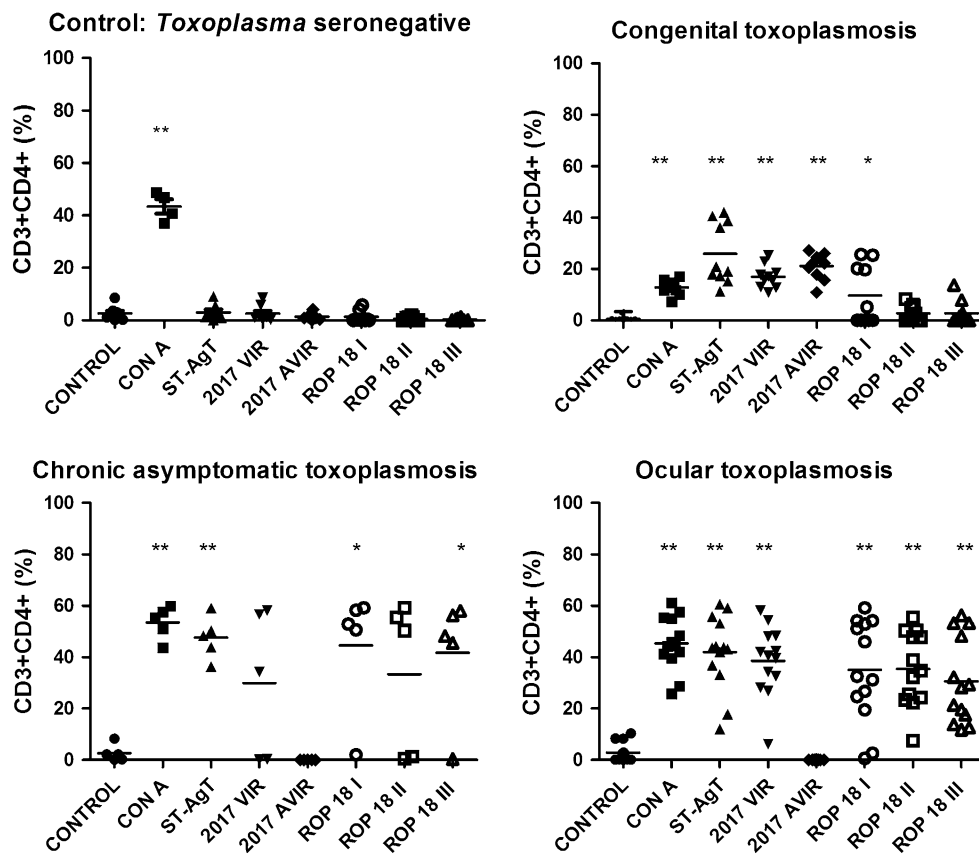 Control: Toxoplasma seronegative
CD3+CD4+ (%)
100
80
60
40
20
0
**
CONTROL
CON A
ST-AgT
2017 VIR
2017 AVIR
ROP 18 I
ROP 18 II
ROP 18 III
Congenital toxoplasmosis
CD3+CD4+ (%)
100
80
60
40
20
0
** ** ** ** *
CONTROL
CON A
ST-AgT
2017 VIR
2017 AVIR
ROP 18 I
ROP 18 II
ROP 18 III
Chronic asymptomatic toxoplasmosis
CD3+CD4+ (%)
100
80
60
40
20
0
** ** * *
CONTROL
CON A
ST-AgT
2017 VIR
2017 AVIR
ROP 18 I
ROP 18 II
ROP 18 III
Ocular toxoplasmosis
CD3+CD4+ (%)
100
80
60
40
20
0
** ** ** ** ** **
CONTROL
CON A
ST-AgT
2017 VIR
2017 AVIR
ROP 18 I
ROP 18 II
ROP 18 III